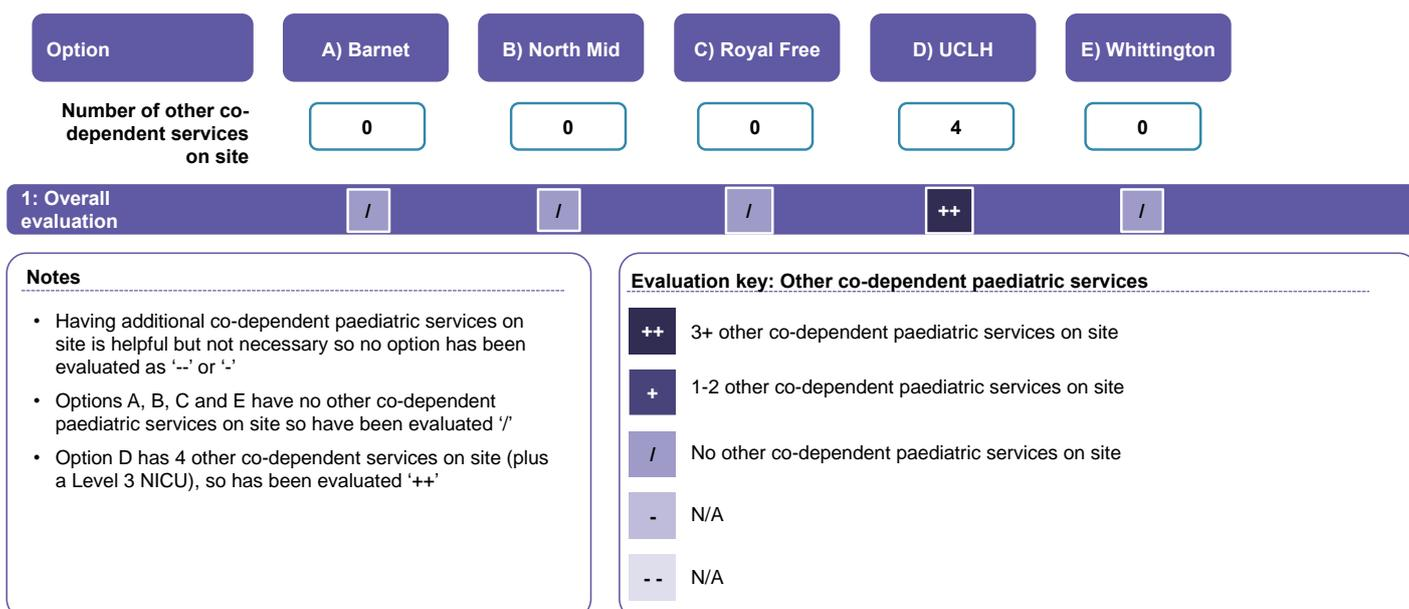 Option
A) Barnet
B) North Mid
C) Royal Free
D) UCLH
E) Whittington
Number of other co-
dependent services
on site
0
0
0
4
0
1: Overall
evaluation
/
/
/
++
/
Notes
• Having additional co-dependent paediatric services on
site is helpful but not necessary so no option has been
evaluated as ‘--’ or ‘-’
• Options A, B, C and E have no other co-dependent
paediatric services on site so have been evaluated ‘/’
• Option D has 4 other co-dependent services on site (plus
a Level 3 NICU), so has been evaluated ‘++’
Evaluation key: Other co-dependent paediatric services
++ 3+ other co-dependent paediatric services on site
+ 1-2 other co-dependent paediatric services on site
/ No other co-dependent paediatric services on site
- N/A
- - N/A